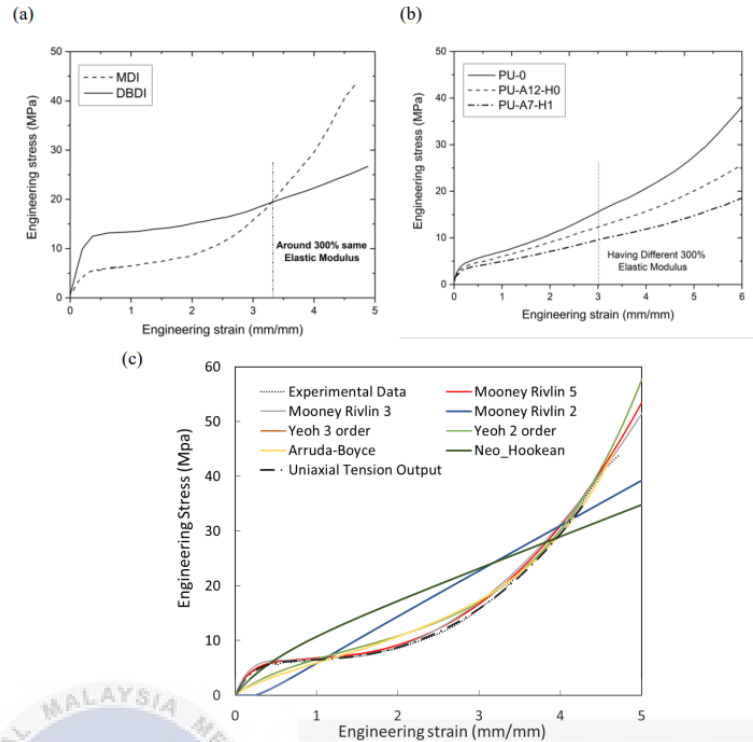 (a)
50
40
30
20
10
0
0 1 2 3 4 5
Engineering stress (MPa)
Engineering strain (mm/mm)
MDI
DBDI
Around 300% same
Elastic Modulus
(b)
50
40
30
20
10
0
0 1 2 3 4 5 6
Engineering stress (MPa)
Engineering strain (mm/mm)
PU-0
PU-A12-H0
PU-A7-H1
Having Different 300%
Elastic Modulus
(c)
60
50
40
30
20
10
0
0 1 2 3 4 5
Engineering Stress (Mpa)
Engineering strain (mm/mm)
Experimental Data Mooney Rivlin 5
Mooney Rivlin 3 Mooney Rivlin 2
Yeoh 3 order Yeoh 2 order
Arruda-Boyce Neo_Hookean
Uniaxial Tension Output
MALAYSIA